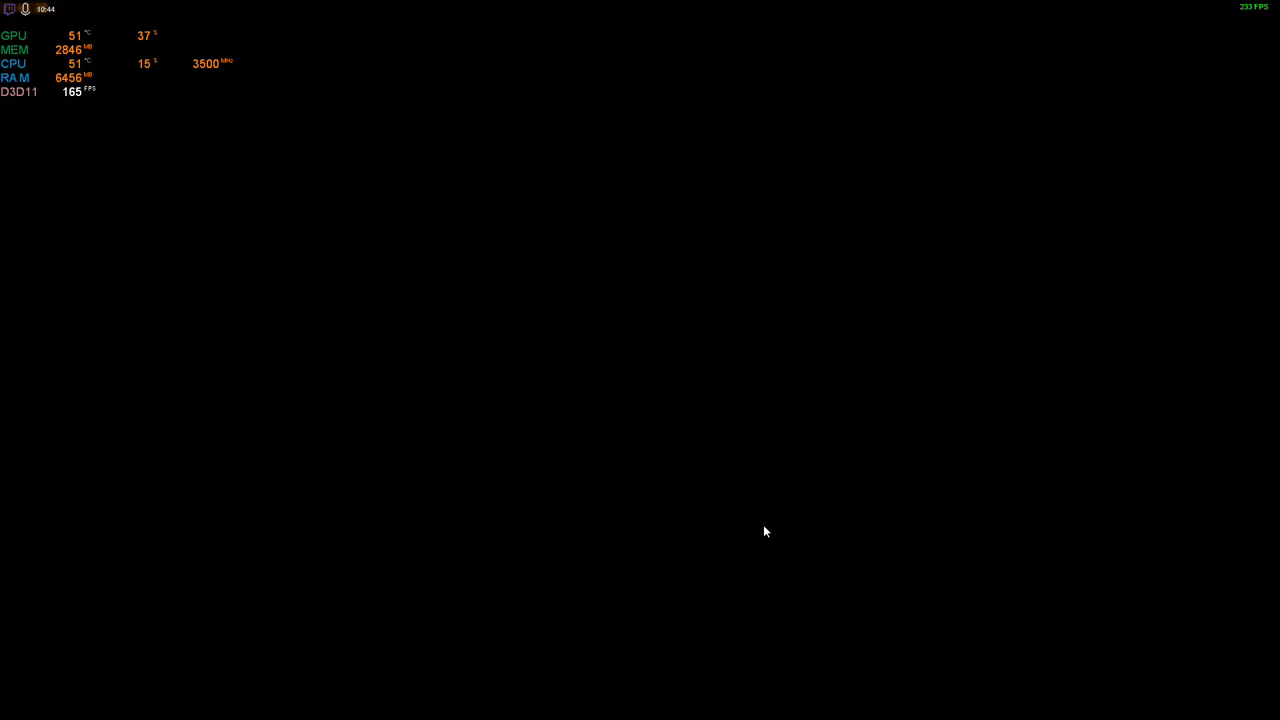 10:44
233 FPS
GPU 51 °C 37 %
MEM 2846 MB
CPU 51 °C 15 % 3500 MHz
RAM 6456 MB
D3D11 165 FPS